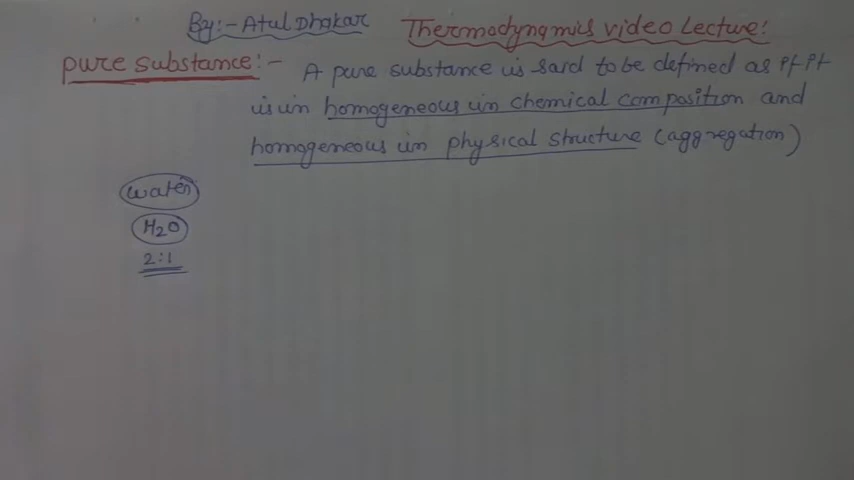 By:- Atul Dhakar Thermodynamics video Lecture:
pure substance:- A pure substance is said to be defined as if it
is in homogeneous in chemical composition and
homogeneous in physical structure (aggregation)
water
H₂O
2:1